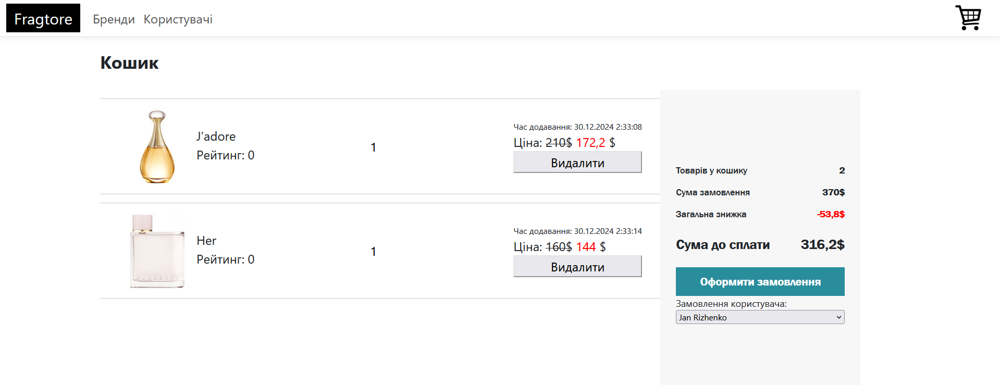 Fragtore Бренди Користувачі
Кошик
J’adore
Рейтинг: 0
1
Час додавання: 30.12.2024 2:33:08
Ціна: 210$ 172,2 $
Видалити
Her
Рейтинг: 0
1
Час додавання: 30.12.2024 2:33:14
Ціна: 160$ 144 $
Видалити
BURBERRY
Товарів у кошику 2
Сума замовлення 370$
Загальна знижка -53,8$
Сума до сплати 316,2$
Оформити замовлення
Замовлення користувача:
Jan Rizhenko